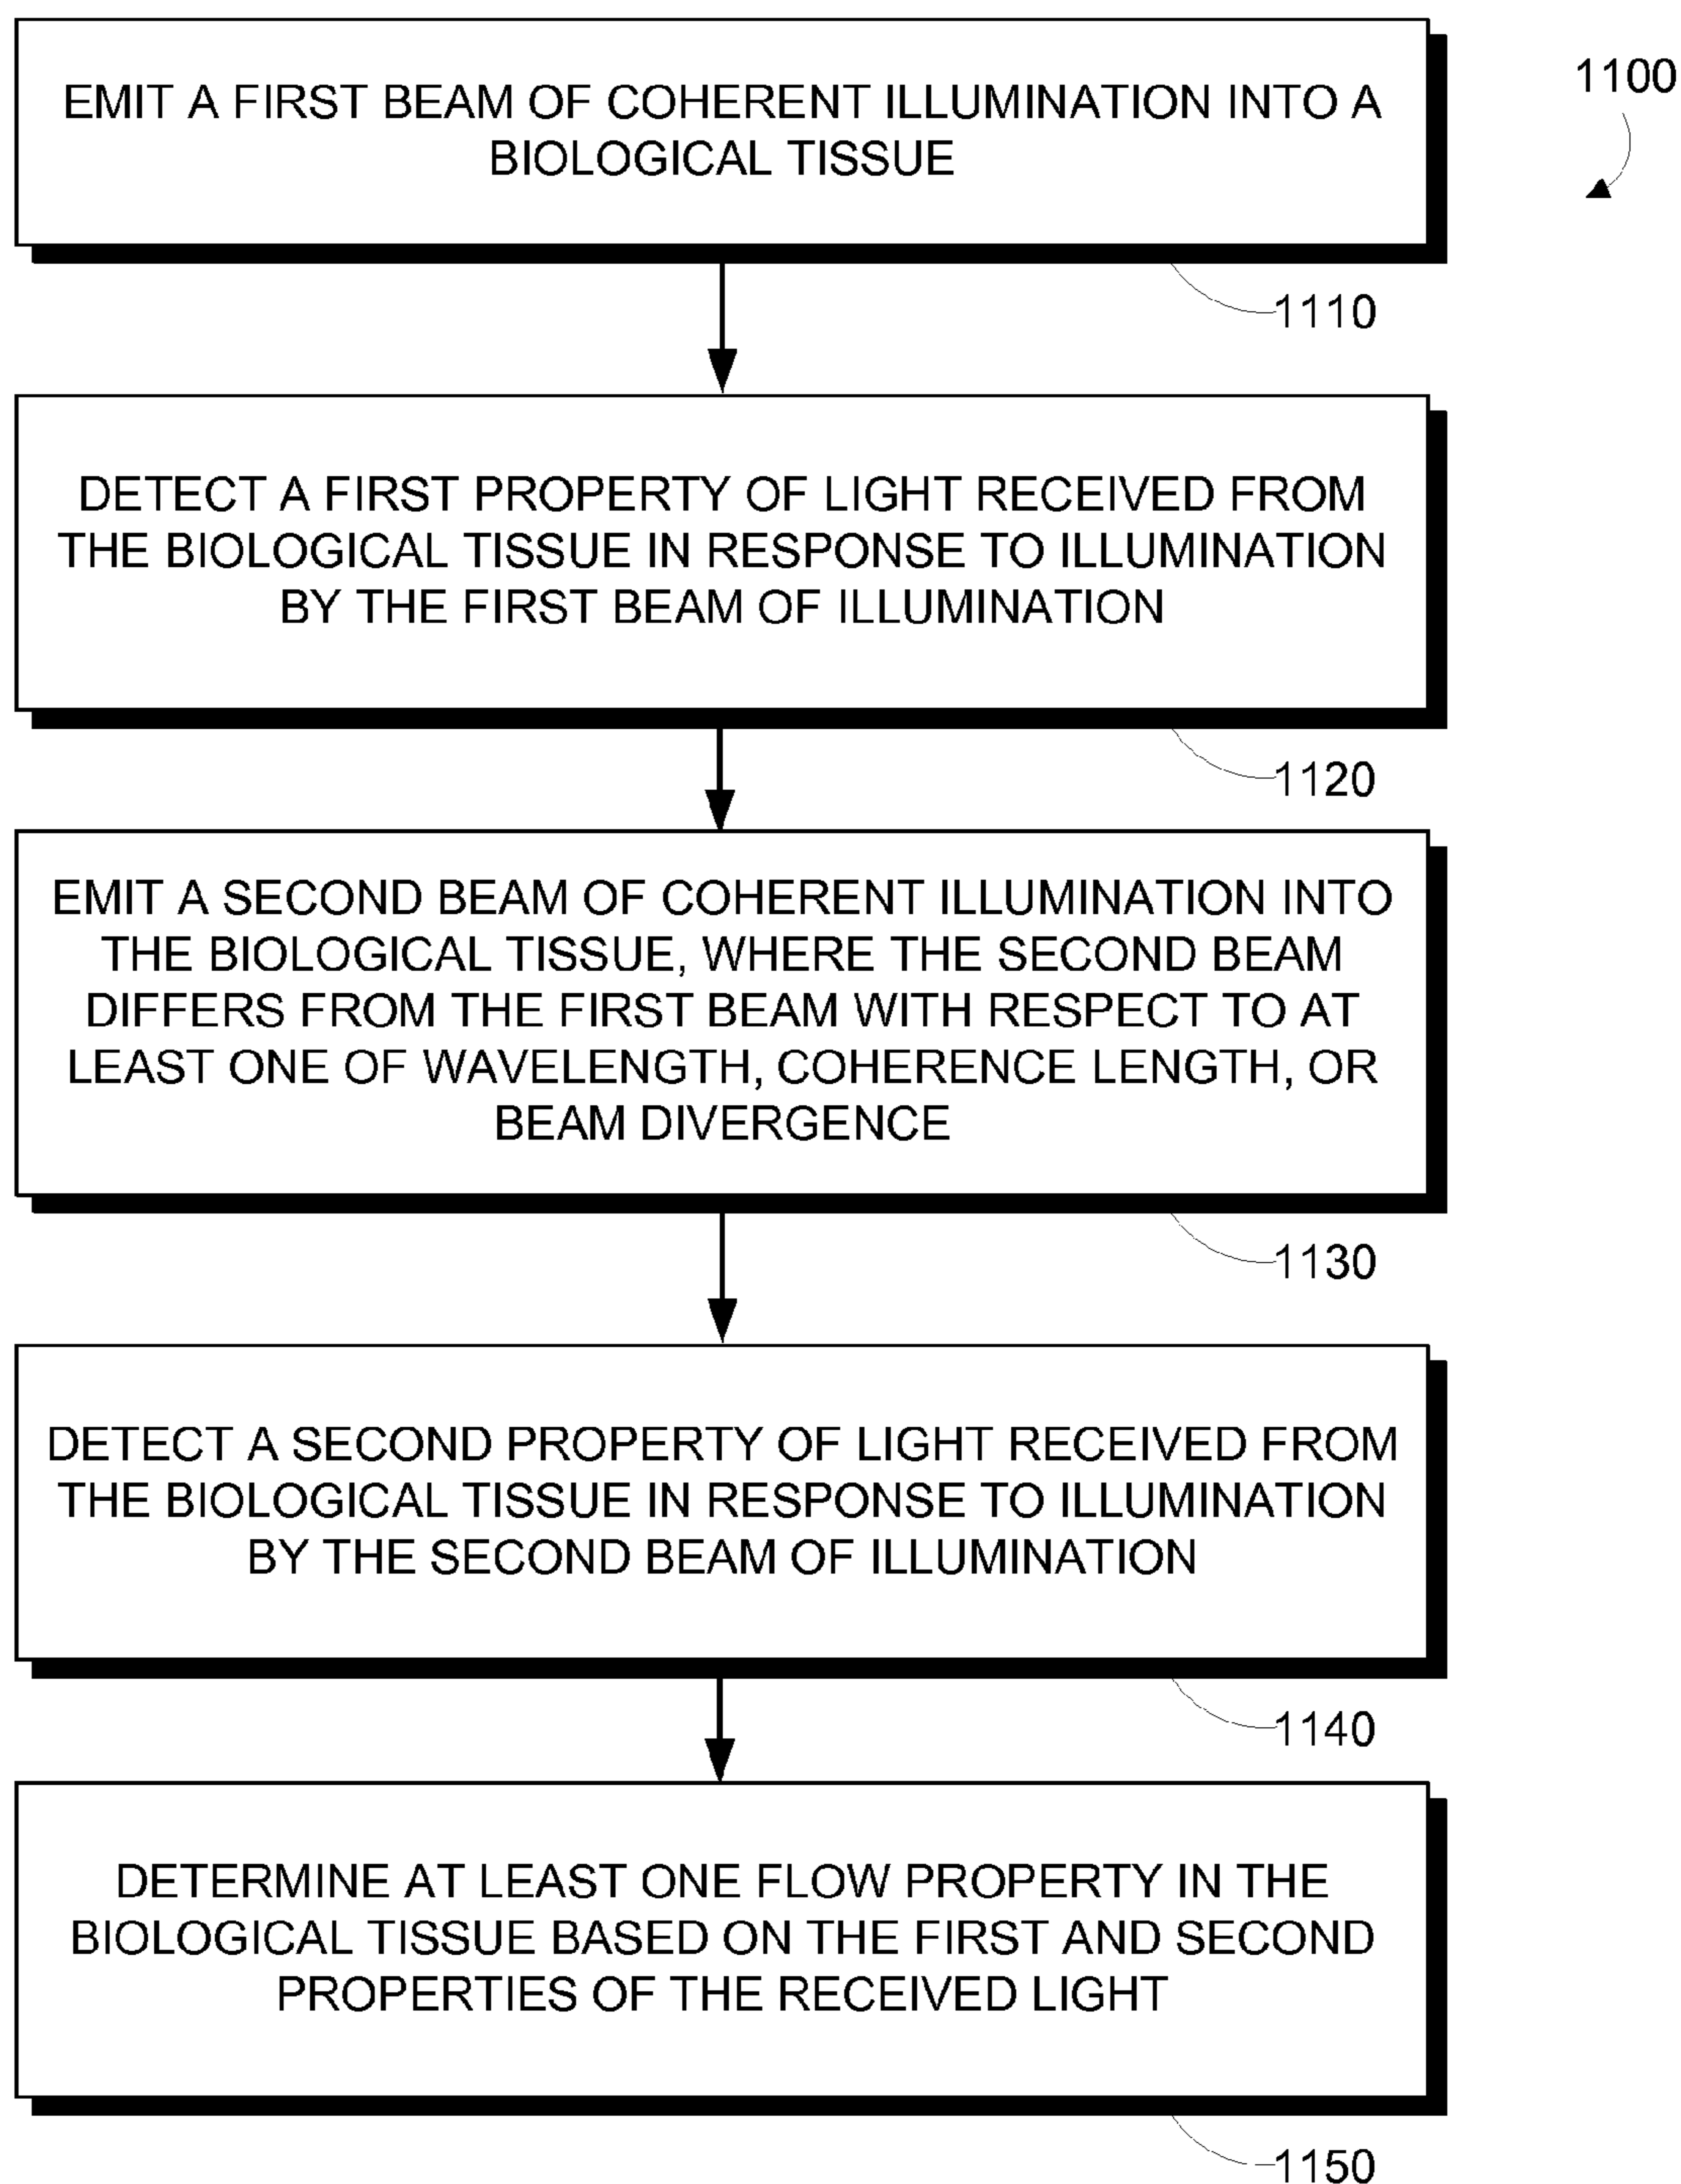 EMIT A FIRST BEAM OF COHERENT ILLUMINATION INTO A
BIOLOGICAL TISSUE
1100
1110
DETECT A FIRST PROPERTY OF LIGHT RECEIVED FROM
THE BIOLOGICAL TISSUE IN RESPONSE TO ILLUMINATION
BY THE FIRST BEAM OF ILLUMINATION
1120
EMIT A SECOND BEAM OF COHERENT ILLUMINATION INTO
THE BIOLOGICAL TISSUE, WHERE THE SECOND BEAM
DIFFERS FROM THE FIRST BEAM WITH RESPECT TO AT
LEAST ONE OF WAVELENGTH, COHERENCE LENGTH, OR
BEAM DIVERGENCE
1130
DETECT A SECOND PROPERTY OF LIGHT RECEIVED FROM
THE BIOLOGICAL TISSUE IN RESPONSE TO ILLUMINATION
BY THE SECOND BEAM OF ILLUMINATION
1140
DETERMINE AT LEAST ONE FLOW PROPERTY IN THE
BIOLOGICAL TISSUE BASED ON THE FIRST AND SECOND
PROPERTIES OF THE RECEIVED LIGHT
1150